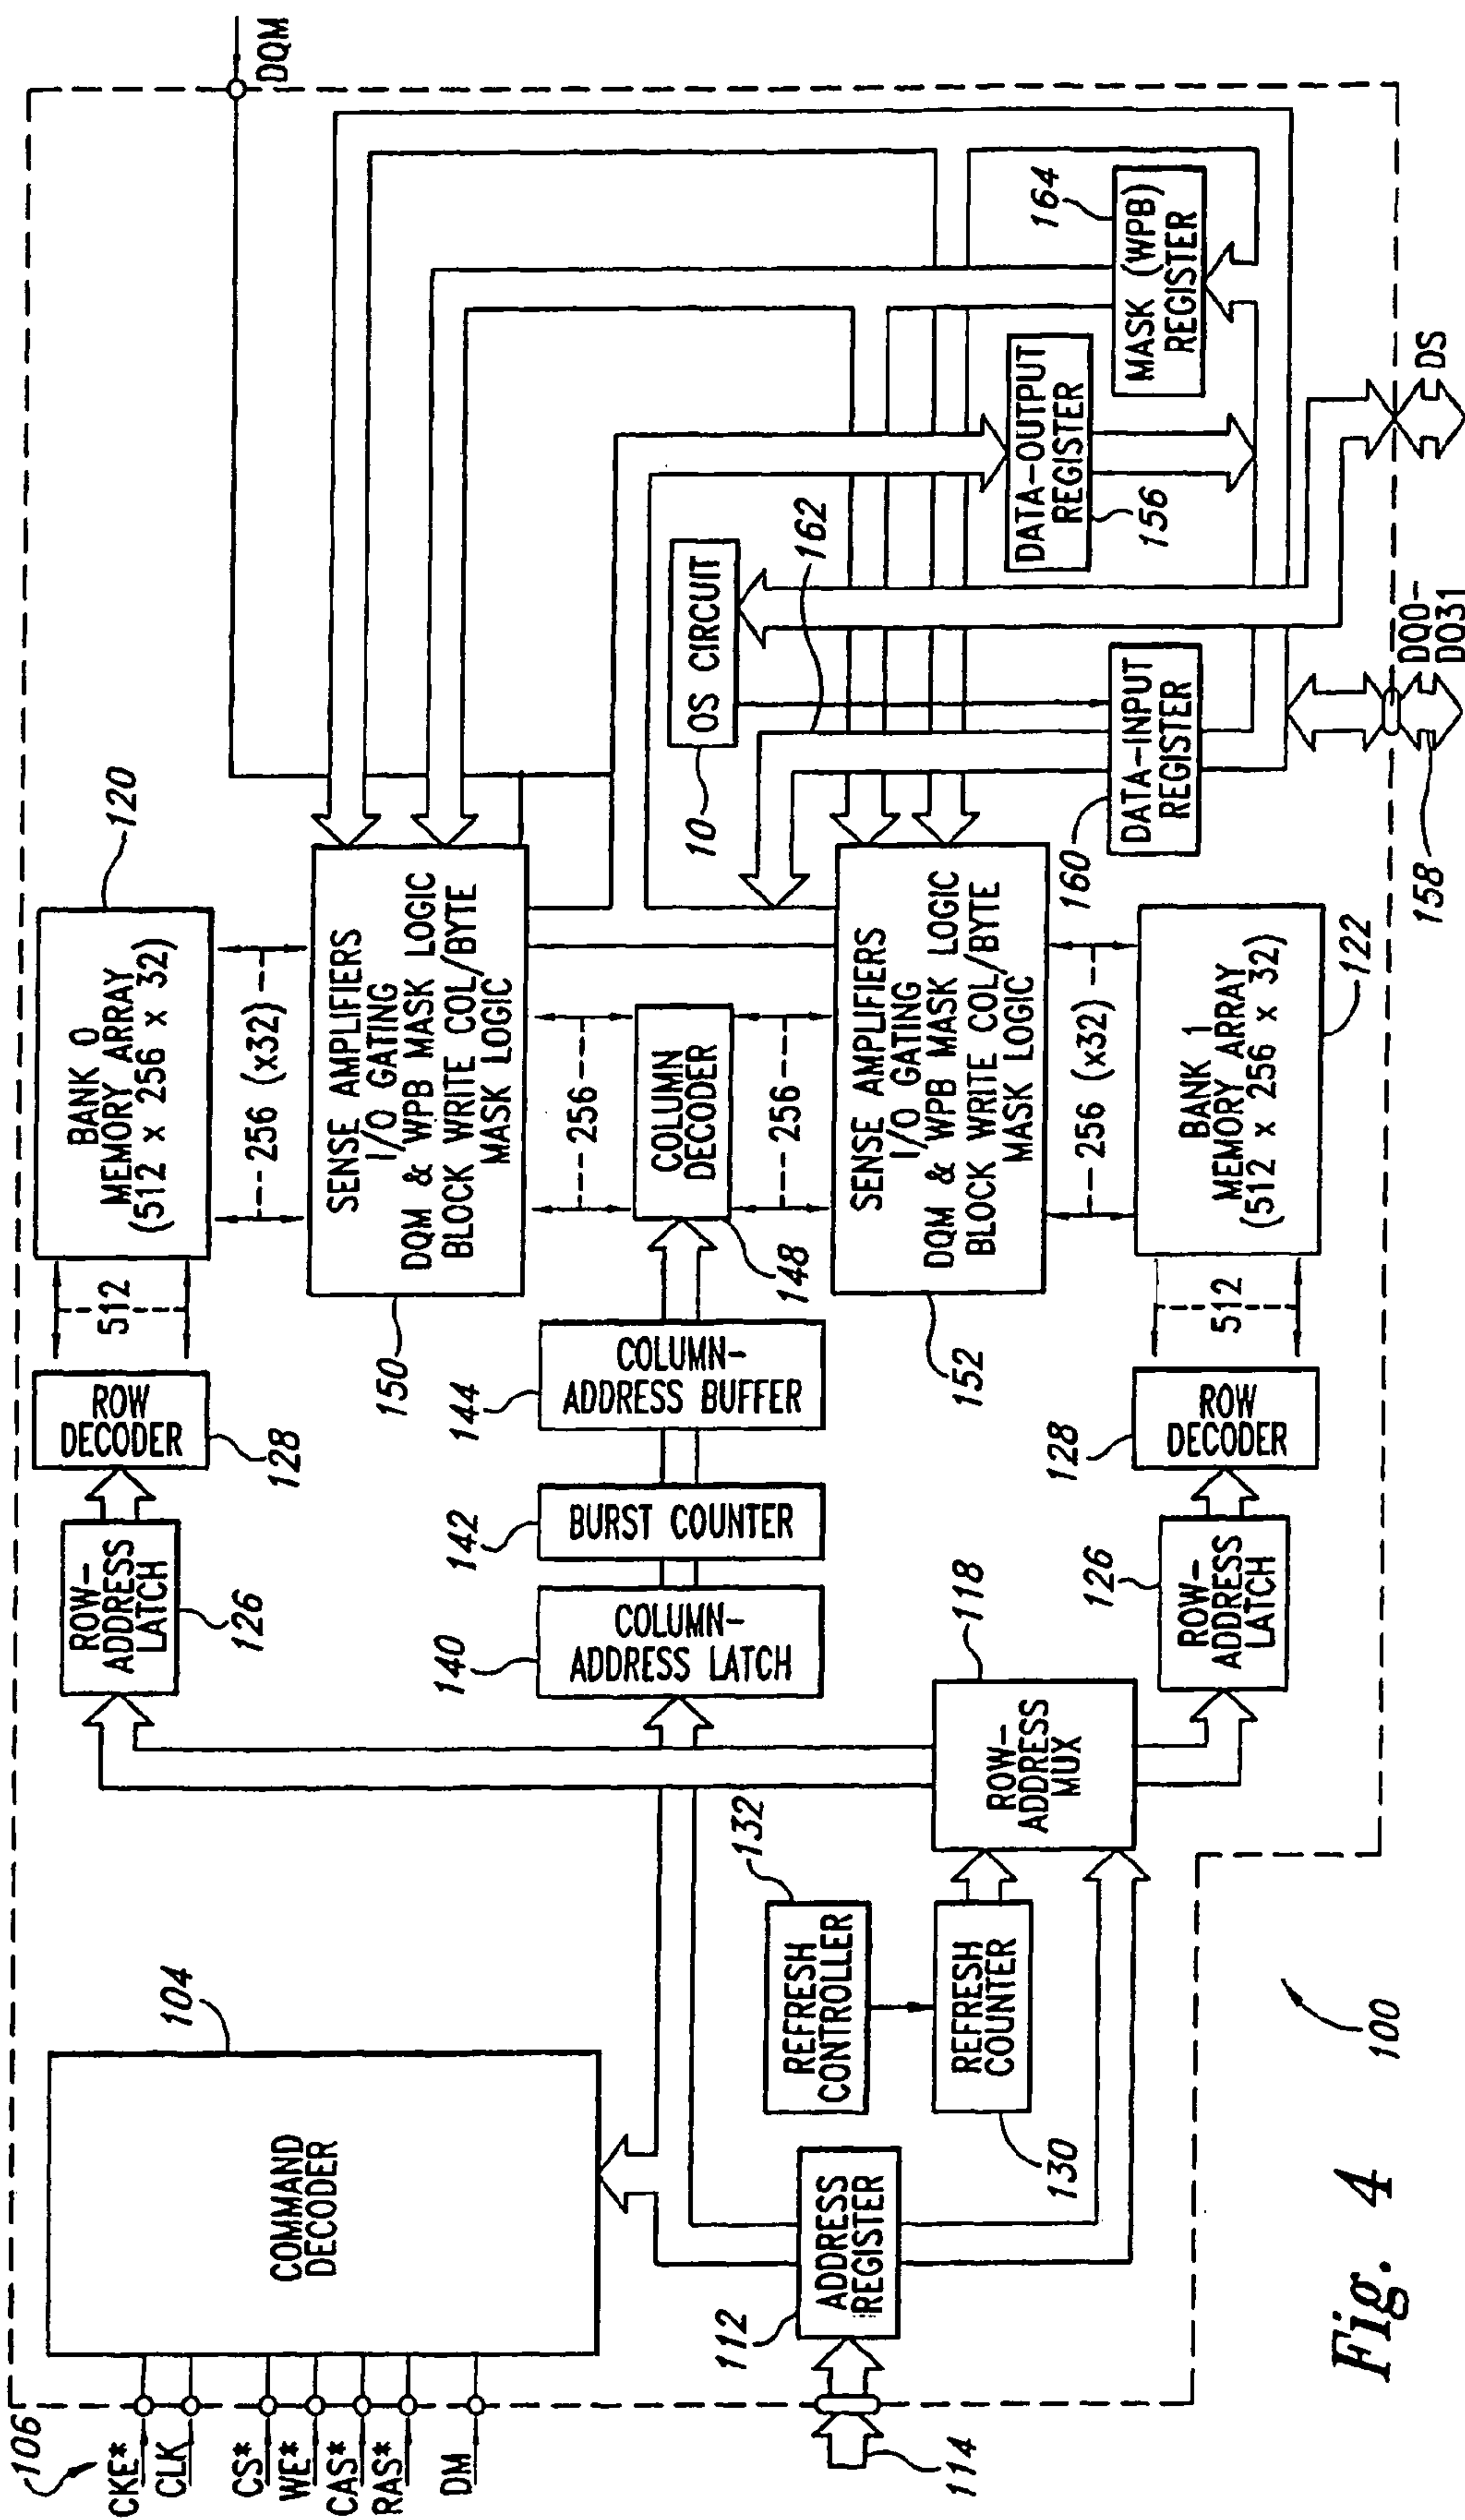 106
CKE*
CLK
CS*
WE*
CAS*
RAS*
DM
104
COMMAND
DECODER
114
112
ADDRESS
REGISTER
132
REFRESH
CONTROLLER
REFRESH
COUNTER
130
118
ROW-
ADDRESS
MUX
ROW-
ADDRESS
LATCH
126
ROW
DECODER
128
512
BANK 0
MEMORY ARRAY
(512 x 256 x 32)
120
256 (x32)
SENSE AMPLIFIERS
I/O GATING
DQM & WPB MASK LOGIC
BLOCK WRITE COL/BYTE
MASK LOGIC
150
256
140
COLUMN-
ADDRESS LATCH
142
BURST COUNTER
144
COLUMN-
ADDRESS BUFFER
COLUMN
DECODER
148
256
SENSE AMPLIFIERS
I/O GATING
DQM & WPB MASK LOGIC
BLOCK WRITE COL/BYTE
MASK LOGIC
152
256 (x32)
126
ROW-
ADDRESS
LATCH
128
ROW
DECODER
512
BANK 1
MEMORY ARRAY
(512 x 256 x 32)
122
DQM
10
OS CIRCUIT
162
160
DATA-INPUT
REGISTER
DATA-OUTPUT
REGISTER
156
164
MASK (WPB)
REGISTER
158
DQ0-
DQ31
DS
100
Fig. 4